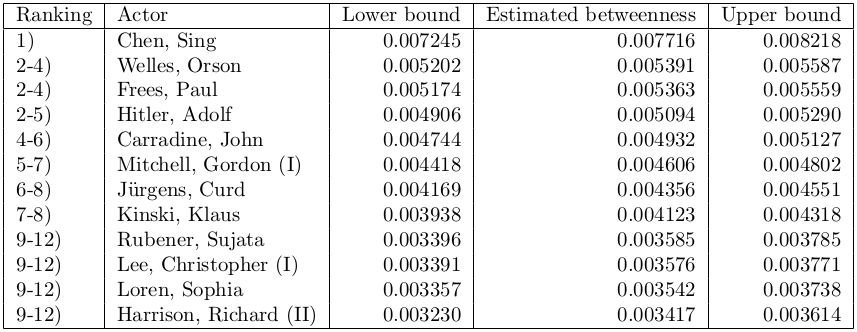 Ranking Actor Lower bound Estimated betweenness Upper bound
1) Chen, Sing 0.007245 0.007716 0.008218
2-4) Welles, Orson 0.005202 0.005391 0.005587
2-4) Frees, Paul 0.005174 0.005363 0.005559
2-5) Hitler, Adolf 0.004906 0.005094 0.005290
4-6) Carradine, John 0.004744 0.004932 0.005127
5-7) Mitchell, Gordon (I) 0.004418 0.004606 0.004802
6-8) Jürgens, Curd 0.004169 0.004356 0.004551
7-8) Kinski, Klaus 0.003938 0.004123 0.004318
9-12) Rubener, Sujata 0.003396 0.003585 0.003785
9-12) Lee, Christopher (I) 0.003391 0.003576 0.003771
9-12) Loren, Sophia 0.003357 0.003542 0.003738
9-12) Harrison, Richard (II) 0.003230 0.003417 0.003614